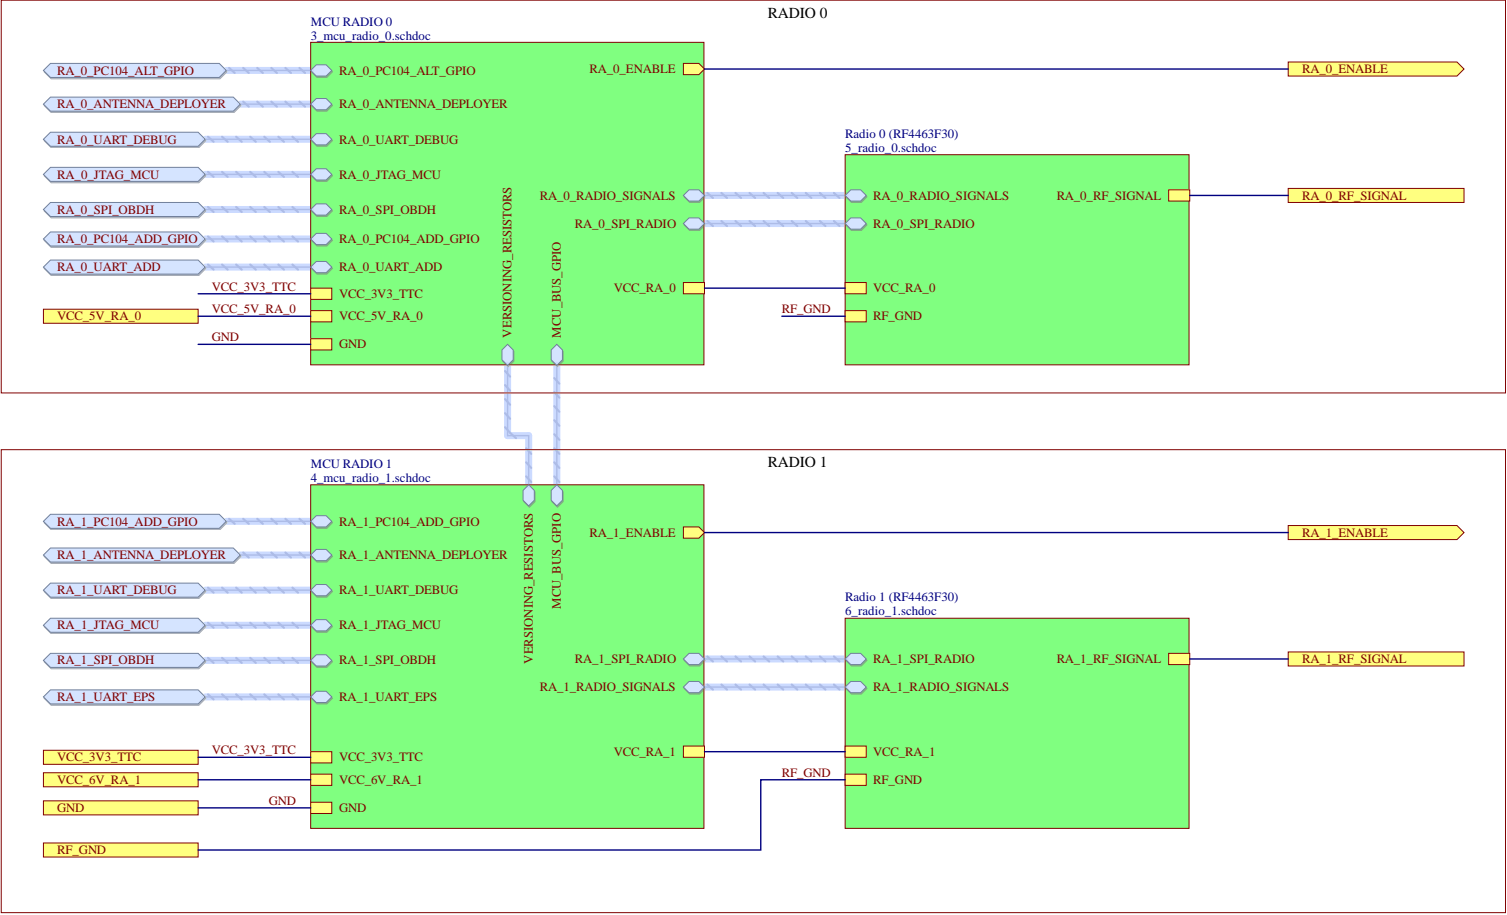 RADIO 0
MCU RADIO 0
3_mcu_radio_0.schdoc
RA_0_PC104_ALT_GPIO
RA_0_PC104_ALT_GPIO
RA_0_ENABLE
RA_0_ENABLE
RA_0_ANTENNA_DEPLOYER
RA_0_ANTENNA_DEPLOYER
RA_0_UART_DEBUG
RA_0_UART_DEBUG
Radio 0 (RF4463F30)
5_radio_0.schdoc
RA_0_JTAG_MCU
RA_0_JTAG_MCU
RA_0_RADIO_SIGNALS
RA_0_RADIO_SIGNALS
RA_0_RF_SIGNAL
RA_0_RF_SIGNAL
RA_0_SPI_OBDH
RA_0_SPI_OBDH
RA_0_SPI_RADIO
RA_0_SPI_RADIO
RA_0_PC104_ADD_GPIO
RA_0_PC104_ADD_GPIO
RA_0_UART_ADD
RA_0_UART_ADD
VERSIONING_RESISTORS
MCU_BUS_GPIO
VCC_3V3_TTC
VCC_3V3_TTC
VCC_RA_0
VCC_RA_0
VCC_5V_RA_0
VCC_5V_RA_0
VCC_5V_RA_0
RF_GND
RF_GND
GND
GND
RADIO 1
MCU RADIO 1
4_mcu_radio_1.schdoc
RA_1_PC104_ADD_GPIO
RA_1_PC104_ADD_GPIO
RA_1_ENABLE
RA_1_ENABLE
RA_1_ANTENNA_DEPLOYER
RA_1_ANTENNA_DEPLOYER
VERSIONING_RESISTORS
MCU_BUS_GPIO
RA_1_UART_DEBUG
RA_1_UART_DEBUG
Radio 1 (RF4463F30)
6_radio_1.schdoc
RA_1_JTAG_MCU
RA_1_JTAG_MCU
RA_1_SPI_OBDH
RA_1_SPI_OBDH
RA_1_SPI_RADIO
RA_1_SPI_RADIO
RA_1_RF_SIGNAL
RA_1_RF_SIGNAL
RA_1_UART_EPS
RA_1_UART_EPS
RA_1_RADIO_SIGNALS
RA_1_RADIO_SIGNALS
VCC_3V3_TTC
VCC_3V3_TTC
VCC_3V3_TTC
VCC_RA_1
VCC_RA_1
VCC_6V_RA_1
VCC_6V_RA_1
RF_GND
RF_GND
GND
GND
GND
RF_GND